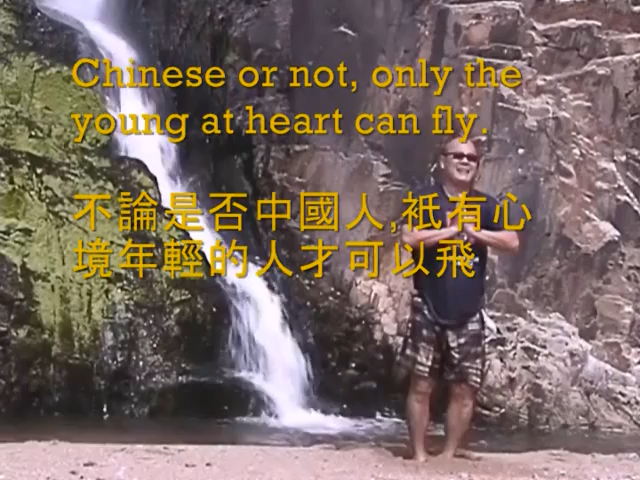 Chinese or not, only the
young at heart can fly.
不論是否中國人,衹有心
境年輕的人才可以飛